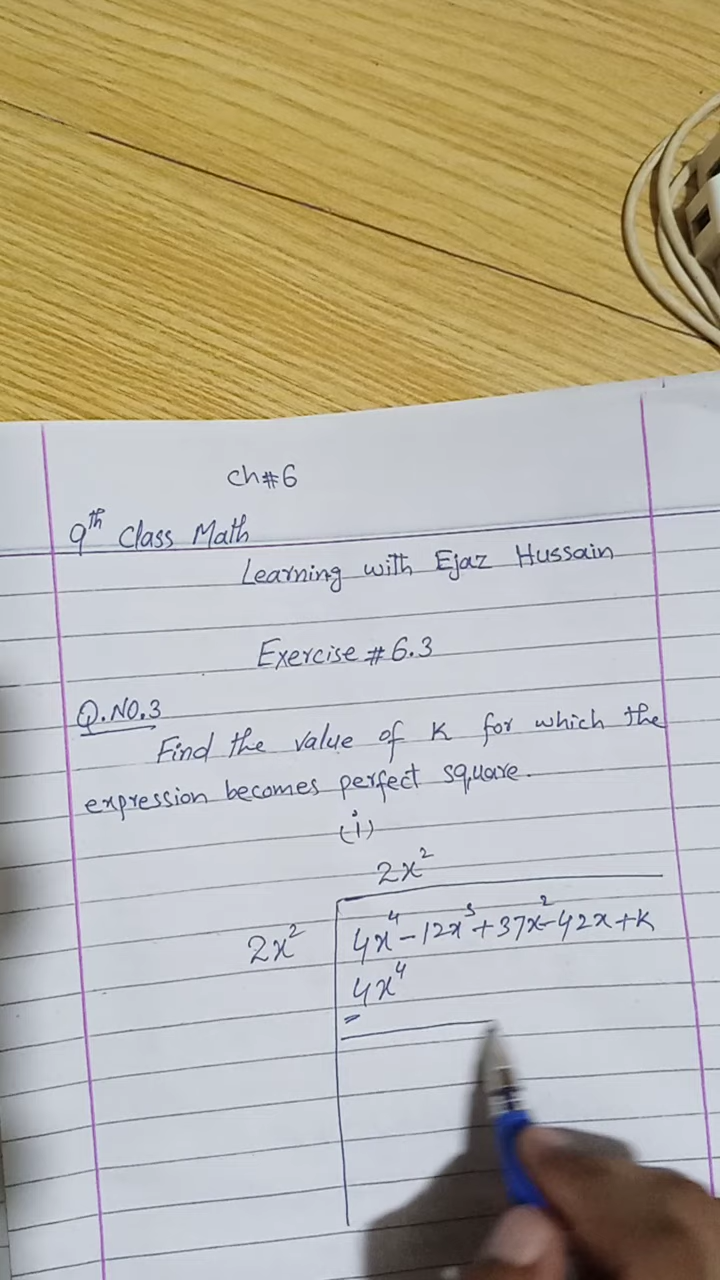 Ch#6
9th Class Math
Learning with Ejaz Hussain
Exercise #6.3
Q.NO.3
Find the value of K for which the
expression becomes perfect square.
(i)
2x²
2x² 4x⁴-12x³+37x²-42x+K
4x⁴